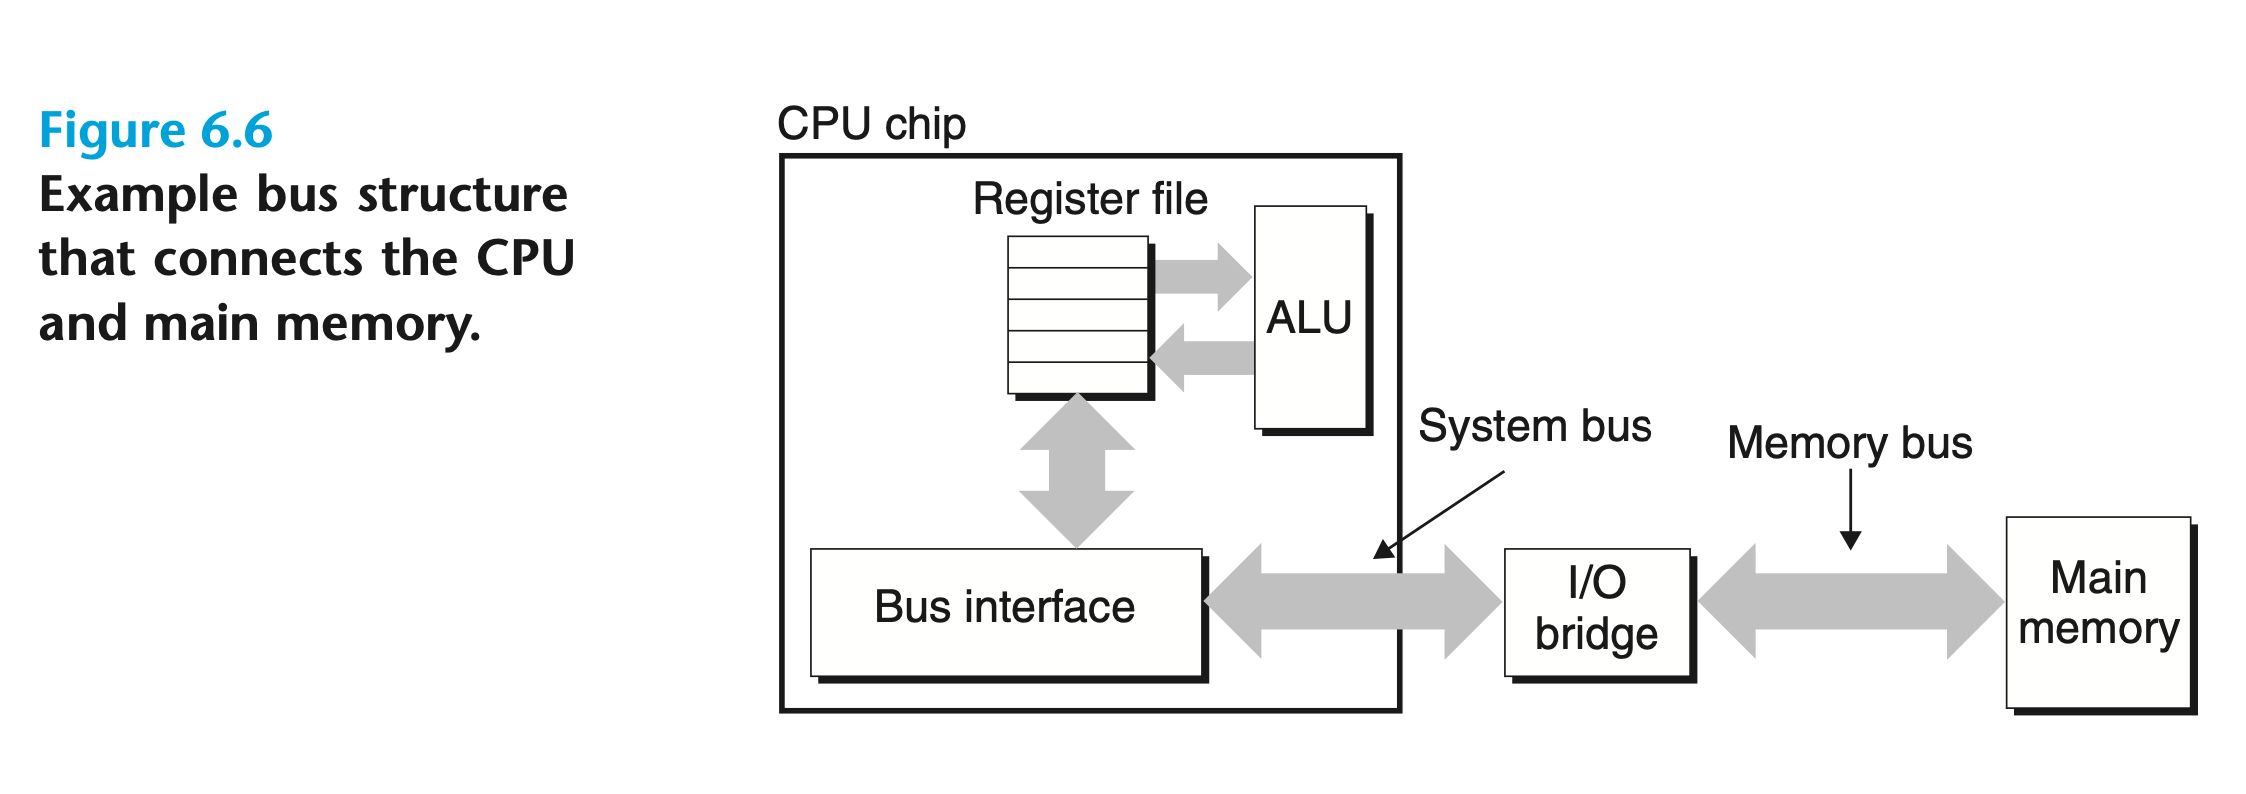 Figure 6.6
Example bus structure
that connects the CPU
and main memory.
CPU chip
Register file
ALU
System bus
Memory bus
Bus interface
I/O
bridge
Main
memory